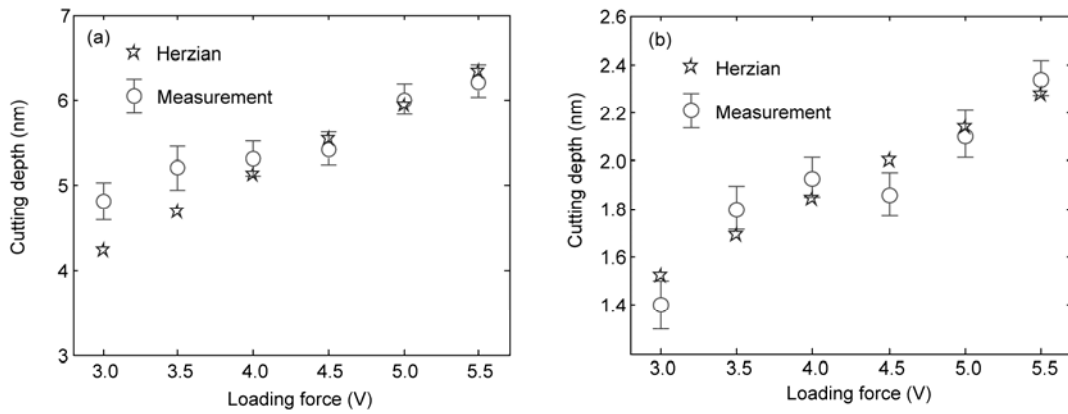 (a)
Herzian
Measurement
Cutting depth (nm)
7
6
5
4
3
3.0 3.5 4.0 4.5 5.0 5.5
Loading force (V)
(b)
Herzian
Measurement
Cutting depth (nm)
2.6
2.4
2.2
2.0
1.8
1.6
1.4
3.0 3.5 4.0 4.5 5.0 5.5
Loading force (V)